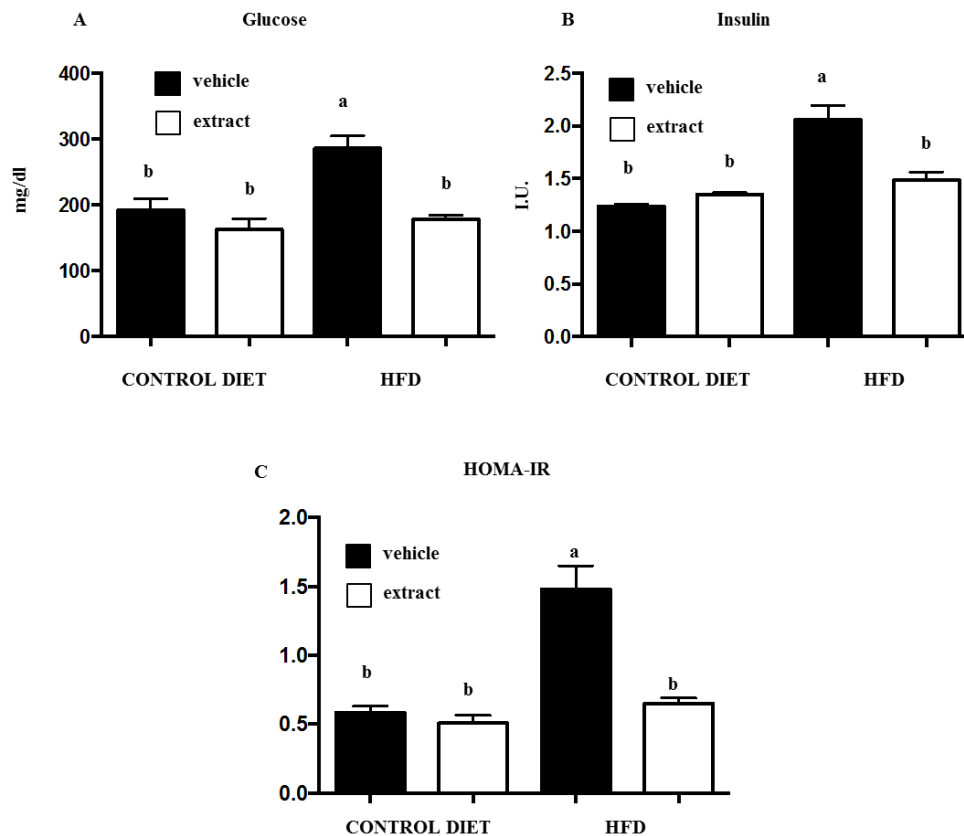 A Glucose
400
300
200
100
0
mg/dl
vehicle
extract
b
b
a
b
CONTROL DIET HFD
B Insulin
2.5
2.0
1.5
1.0
0.5
0.0
I.U.
vehicle
extract
b
b
a
b
CONTROL DIET HFD
C HOMA-IR
2.0
1.5
1.0
0.5
0.0
vehicle
extract
b
b
a
b
CONTROL DIET HFD